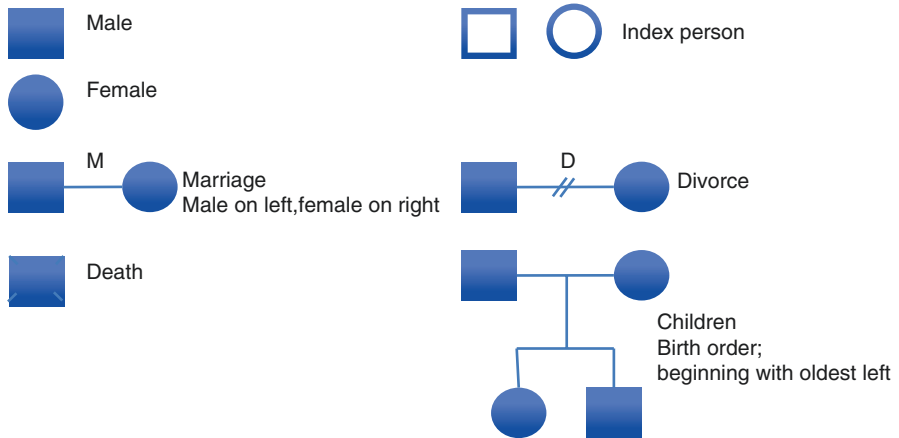 Male
Index person
Female
M
Marriage
Male on left,female on right
D
Divorce
Death
Children
Birth order;
beginning with oldest left